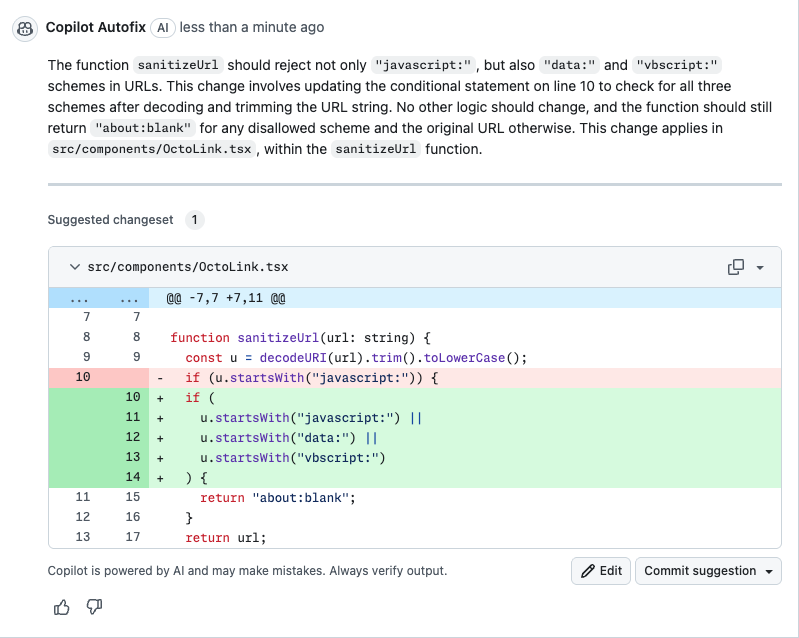 Copilot Autofix AI less than a minute ago
The function sanitizeUrl should reject not only "javascript:", but also "data:" and "vbscript:"
schemes in URLs. This change involves updating the conditional statement on line 10 to check for all three
schemes after decoding and trimming the URL string. No other logic should change, and the function should still
return "about:blank" for any disallowed scheme and the original URL otherwise. This change applies in
src/components/OctoLink.tsx, within the sanitizeUrl function.
Suggested changeset 1
src/components/OctoLink.tsx
... ... @@ -7,7 +7,11 @@
7 7
8 8 function sanitizeUrl(url: string) {
9 9 const u = decodeURI(url).trim().toLowerCase();
10 - if (u.startsWith("javascript:")) {
10 + if (
11 + u.startsWith("javascript:") ||
12 + u.startsWith("data:") ||
13 + u.startsWith("vbscript:")
14 + ) {
11 15 return "about:blank";
12 16 }
13 17 return url;
Copilot is powered by AI and may make mistakes. Always verify output.
Edit Commit suggestion